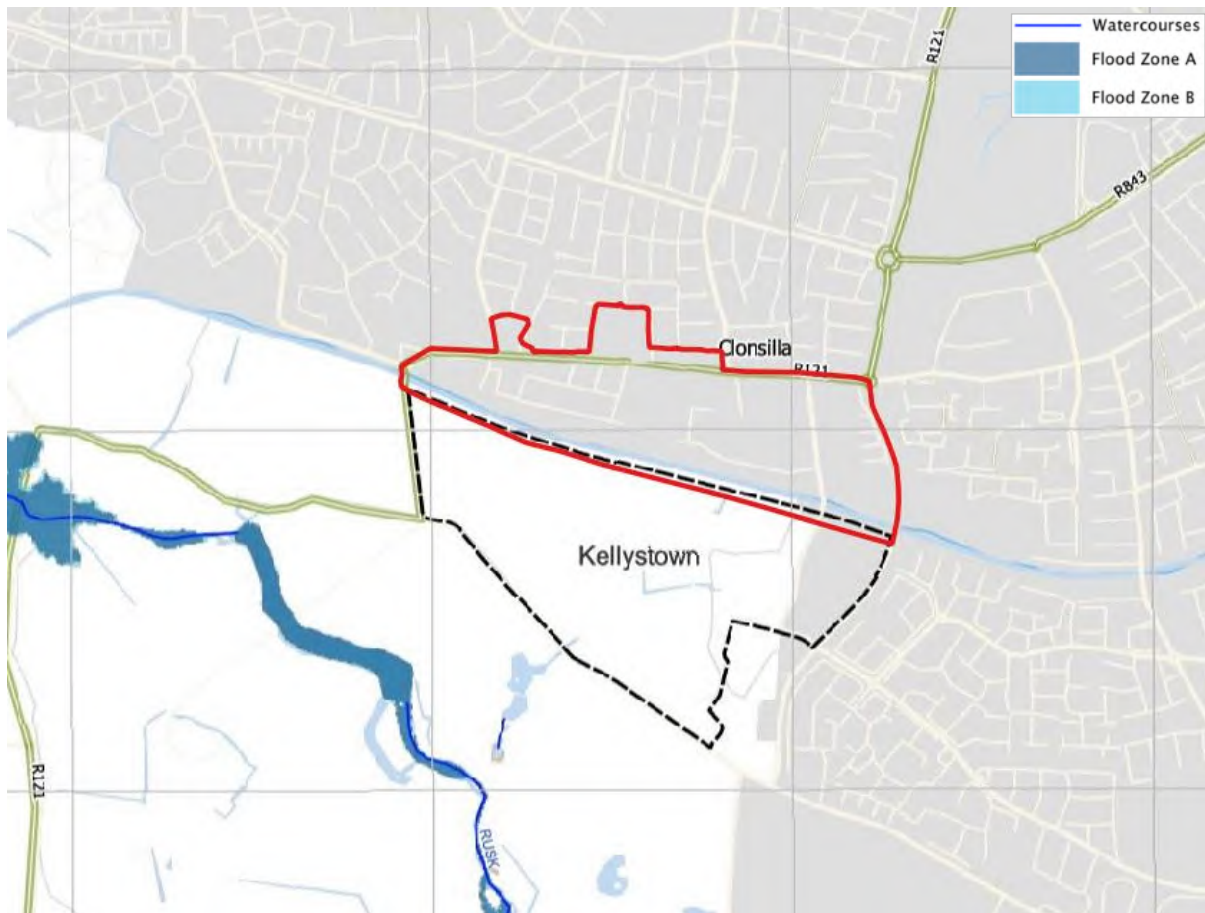 R121
Watercourses
Flood Zone A
Flood Zone B
R843
Clonsilla
R121
Kellystown
R121
RUSK